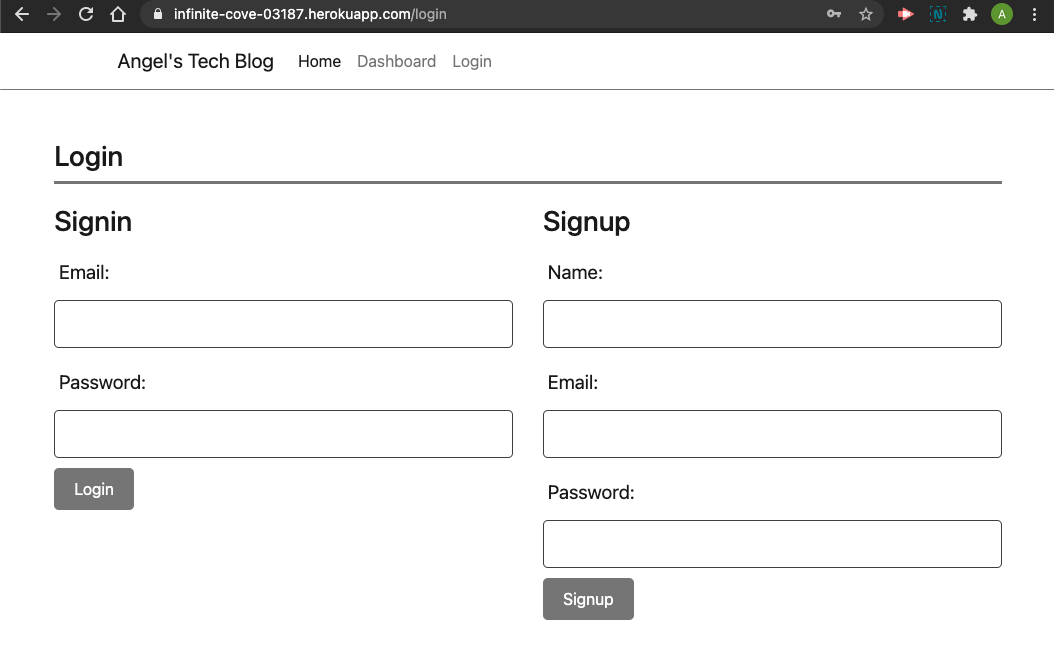 infinite-cove-03187.herokuapp.com/login
N
A
Angel's Tech Blog Home Dashboard Login
Login
Signin
Email:
Password:
Login
Signup
Name:
Email:
Password:
Signup